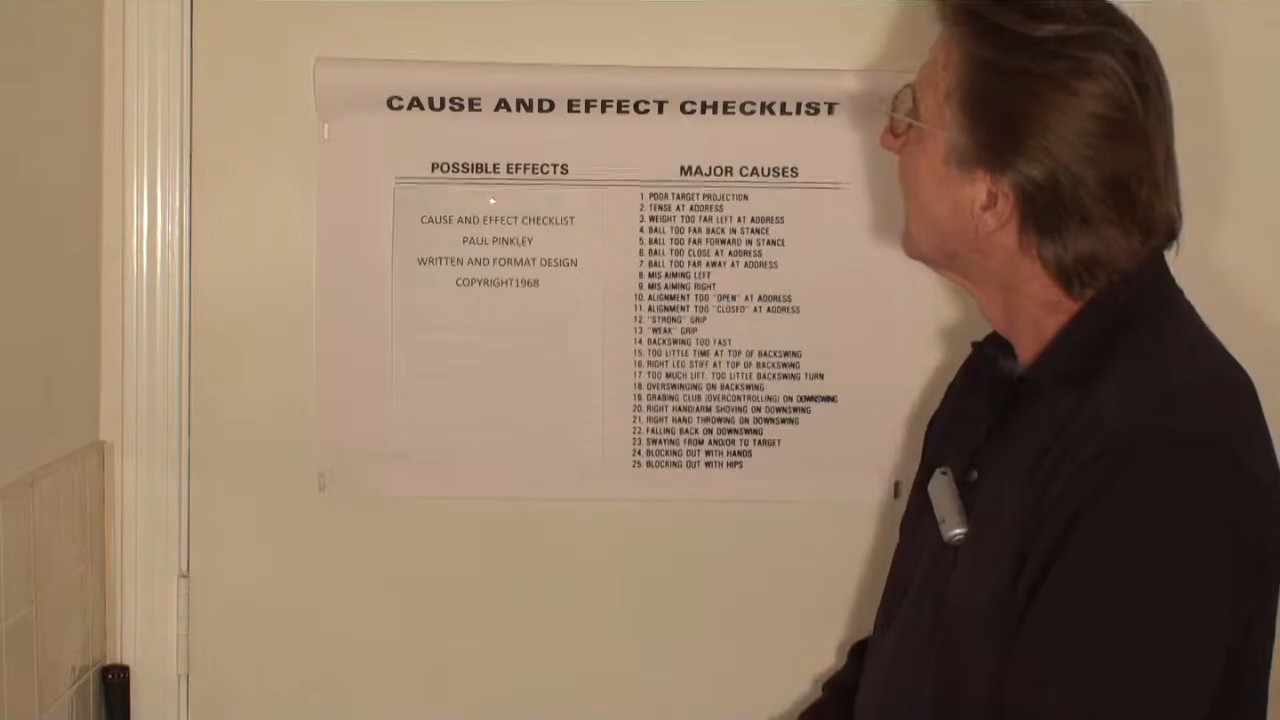 CAUSE AND EFFECT CHECKLIST
POSSIBLE EFFECTS
CAUSE AND EFFECT CHECKLIST
PAUL PINKLEY
WRITTEN AND FORMAT DESIGN
COPYRIGHT1968
MAJOR CAUSES
1 POOR TARGET PROJECTION
2. TENSE AT ADDRESS
3. WEIGHT TOO FAR LEFT AT ADDRESS
4. BALL TOO FAR BACK IN STANCE
5. BALL TOO FAR FORWARD IN STANCE
6. BALL TOO CLOSE AT ADDRESS
7. BALL TOO FAR AWAY AT ADDRESS
8. MIS AIMING LEFT
9. MIS AIMING RIGHT
10. ALIGNMENT TOO "OPEN" AT ADDRESS
11. ALIGNMENT TOO "CLOSED" AT ADDRESS
12. "STRONG" GRIP
13. "WEAK" GRIP
14. BACKSWING TOO FAST
15. TOO LITTLE TIME AT TOP OF BACKSWING
16. RIGHT LEG STIFF AT TOP OF BACKSWING
17. TOO MUCH LIFT, TOO LITTLE BACKSWING TURN
18. OVERSWINGING ON BACKSWING
19. GRABING CLUB (OVERCONTROLLING) ON DOWNSWING
20. RIGHT HAND/ARM SHOVING ON DOWNSWING
21. RIGHT HAND THROWING ON DOWNSWING
22. FALLING BACK ON DOWNSWING
23. SWAYING FROM AND/OR TO TARGET
24. BLOCKING OUT WITH HANDS
25. BLOCKING OUT WITH HIPS